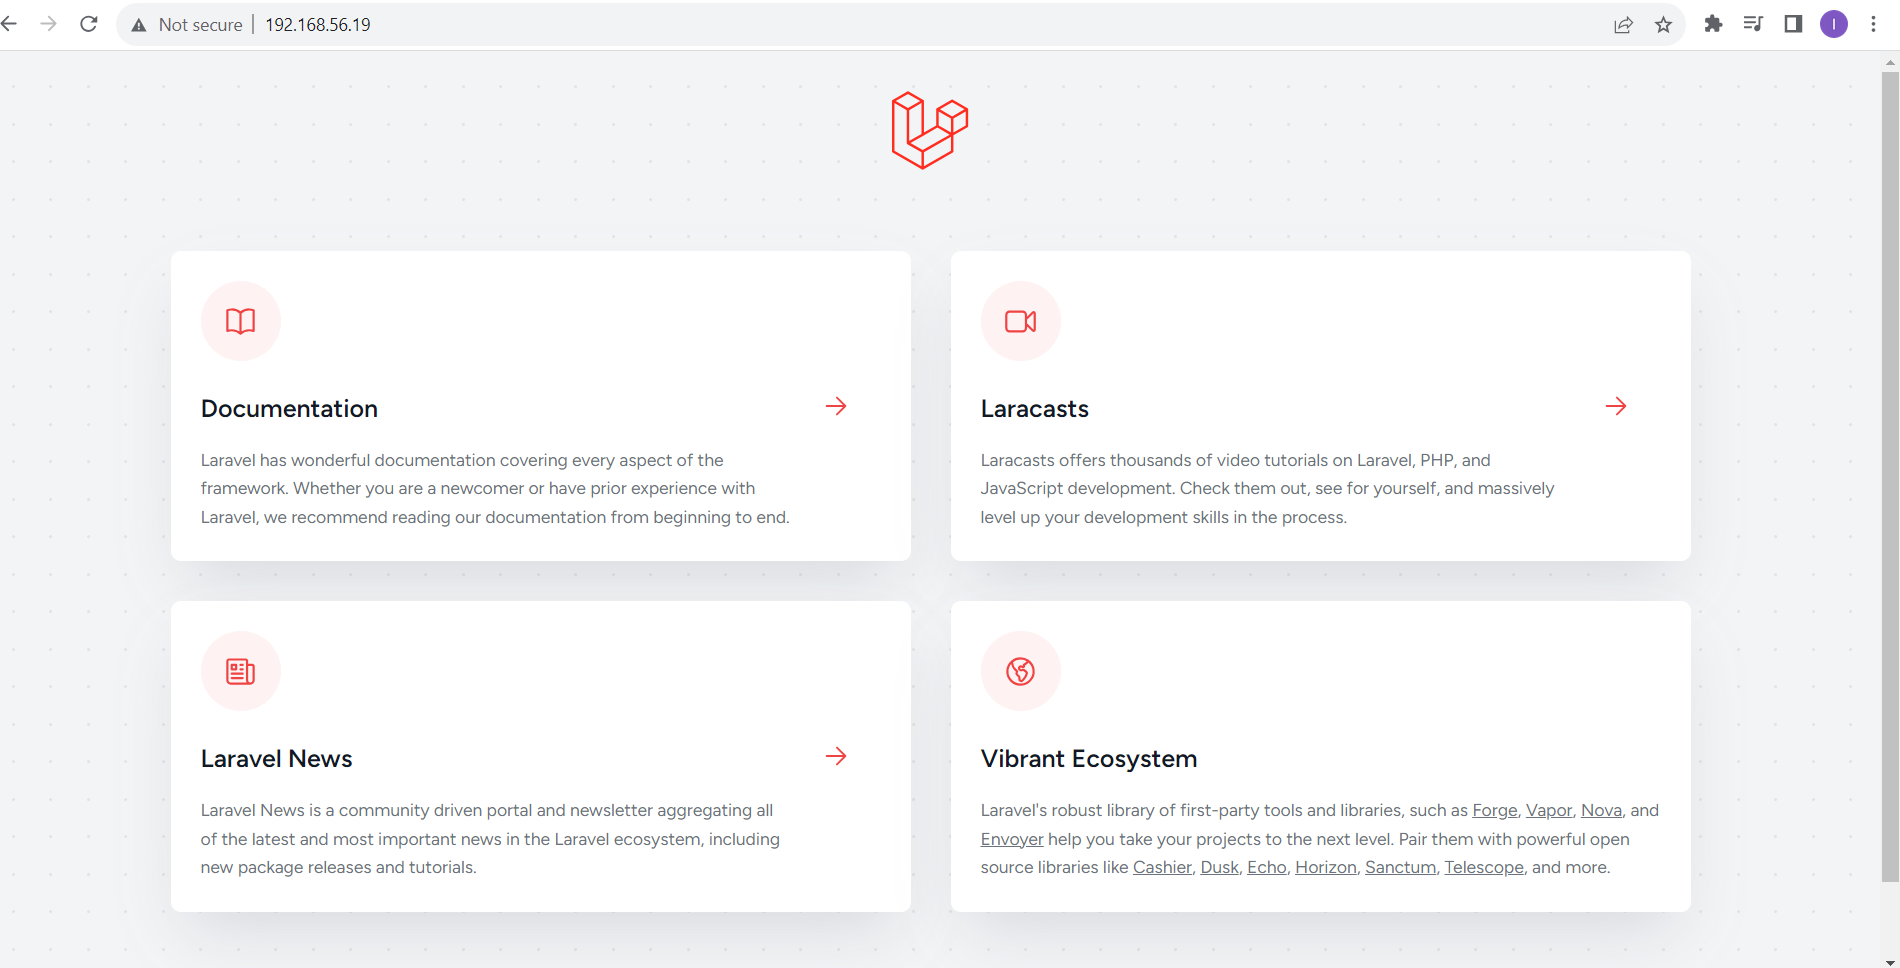 Not secure | 192.168.56.19
I
Documentation
Laravel has wonderful documentation covering every aspect of the
framework. Whether you are a newcomer or have prior experience with
Laravel, we recommend reading our documentation from beginning to end.
Laracasts
Laracasts offers thousands of video tutorials on Laravel, PHP, and
JavaScript development. Check them out, see for yourself, and massively
level up your development skills in the process.
Laravel News
Laravel News is a community driven portal and newsletter aggregating all
of the latest and most important news in the Laravel ecosystem, including
new package releases and tutorials.
Vibrant Ecosystem
Laravel's robust library of first-party tools and libraries, such as Forge, Vapor, Nova, and
Envoyer help you take your projects to the next level. Pair them with powerful open
source libraries like Cashier, Dusk, Echo, Horizon, Sanctum, Telescope, and more.